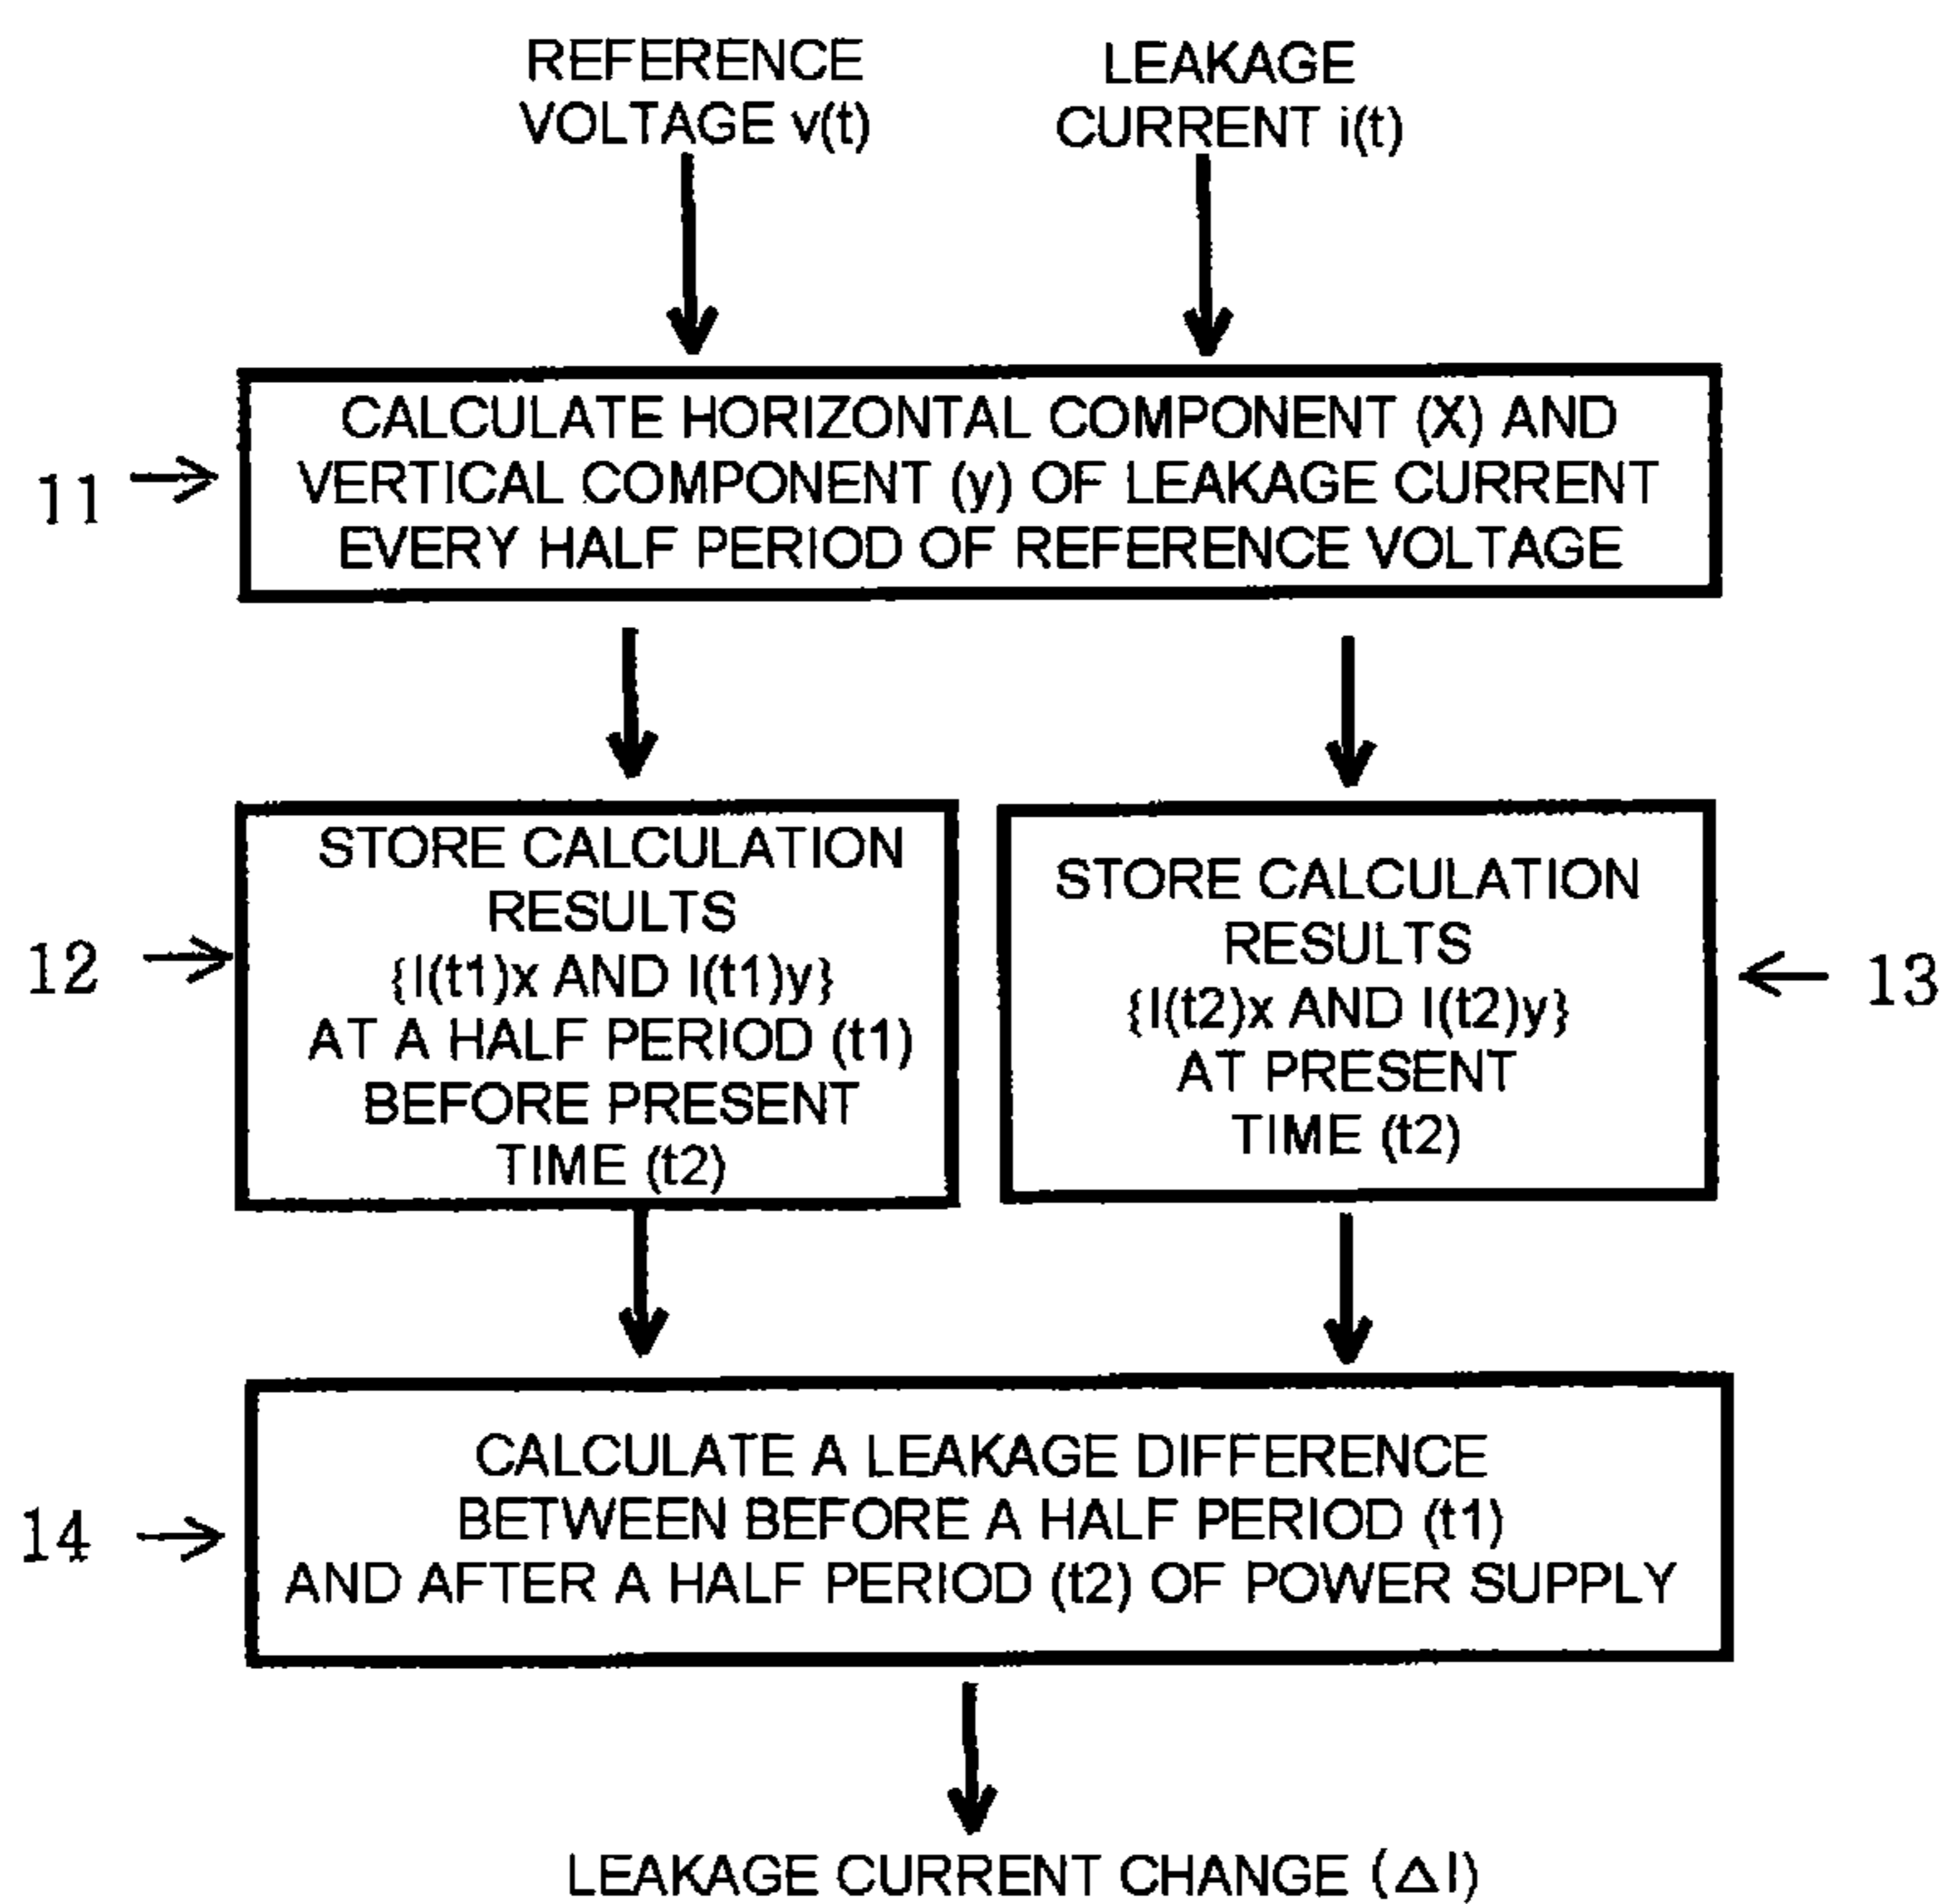 REFERENCE
VOLTAGE v(t)
LEAKAGE
CURRENT i(t)
11
CALCULATE HORIZONTAL COMPONENT (X) AND
VERTICAL COMPONENT (y) OF LEAKAGE CURRENT
EVERY HALF PERIOD OF REFERENCE VOLTAGE
12
STORE CALCULATION
RESULTS
{I(t1)x AND I(t1)y}
AT A HALF PERIOD (t1)
BEFORE PRESENT
TIME (t2)
STORE CALCULATION
RESULTS
{I(t2)x AND I(t2)y}
AT PRESENT
TIME (t2)
13
14
CALCULATE A LEAKAGE DIFFERENCE
BETWEEN BEFORE A HALF PERIOD (t1)
AND AFTER A HALF PERIOD (t2) OF POWER SUPPLY
LEAKAGE CURRENT CHANGE (△I)